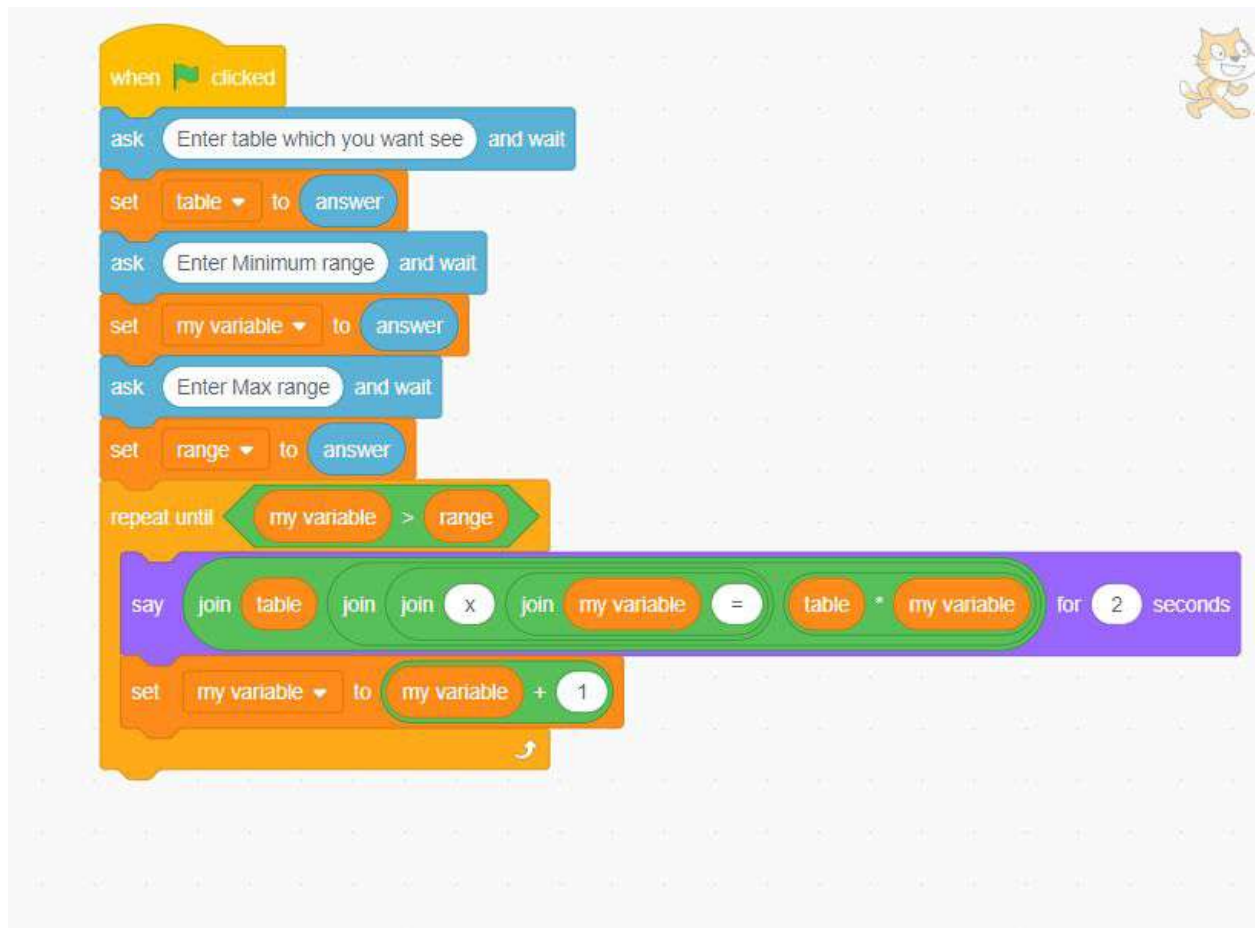 when clicked
ask Enter table which you want see and wait
set table to answer
ask Enter Minimum range and wait
set my variable to answer
ask Enter Max range and wait
set range to answer
repeat until my variable > range
say join table join join x join my variable = table * my variable for 2 seconds
set my variable to my variable + 1